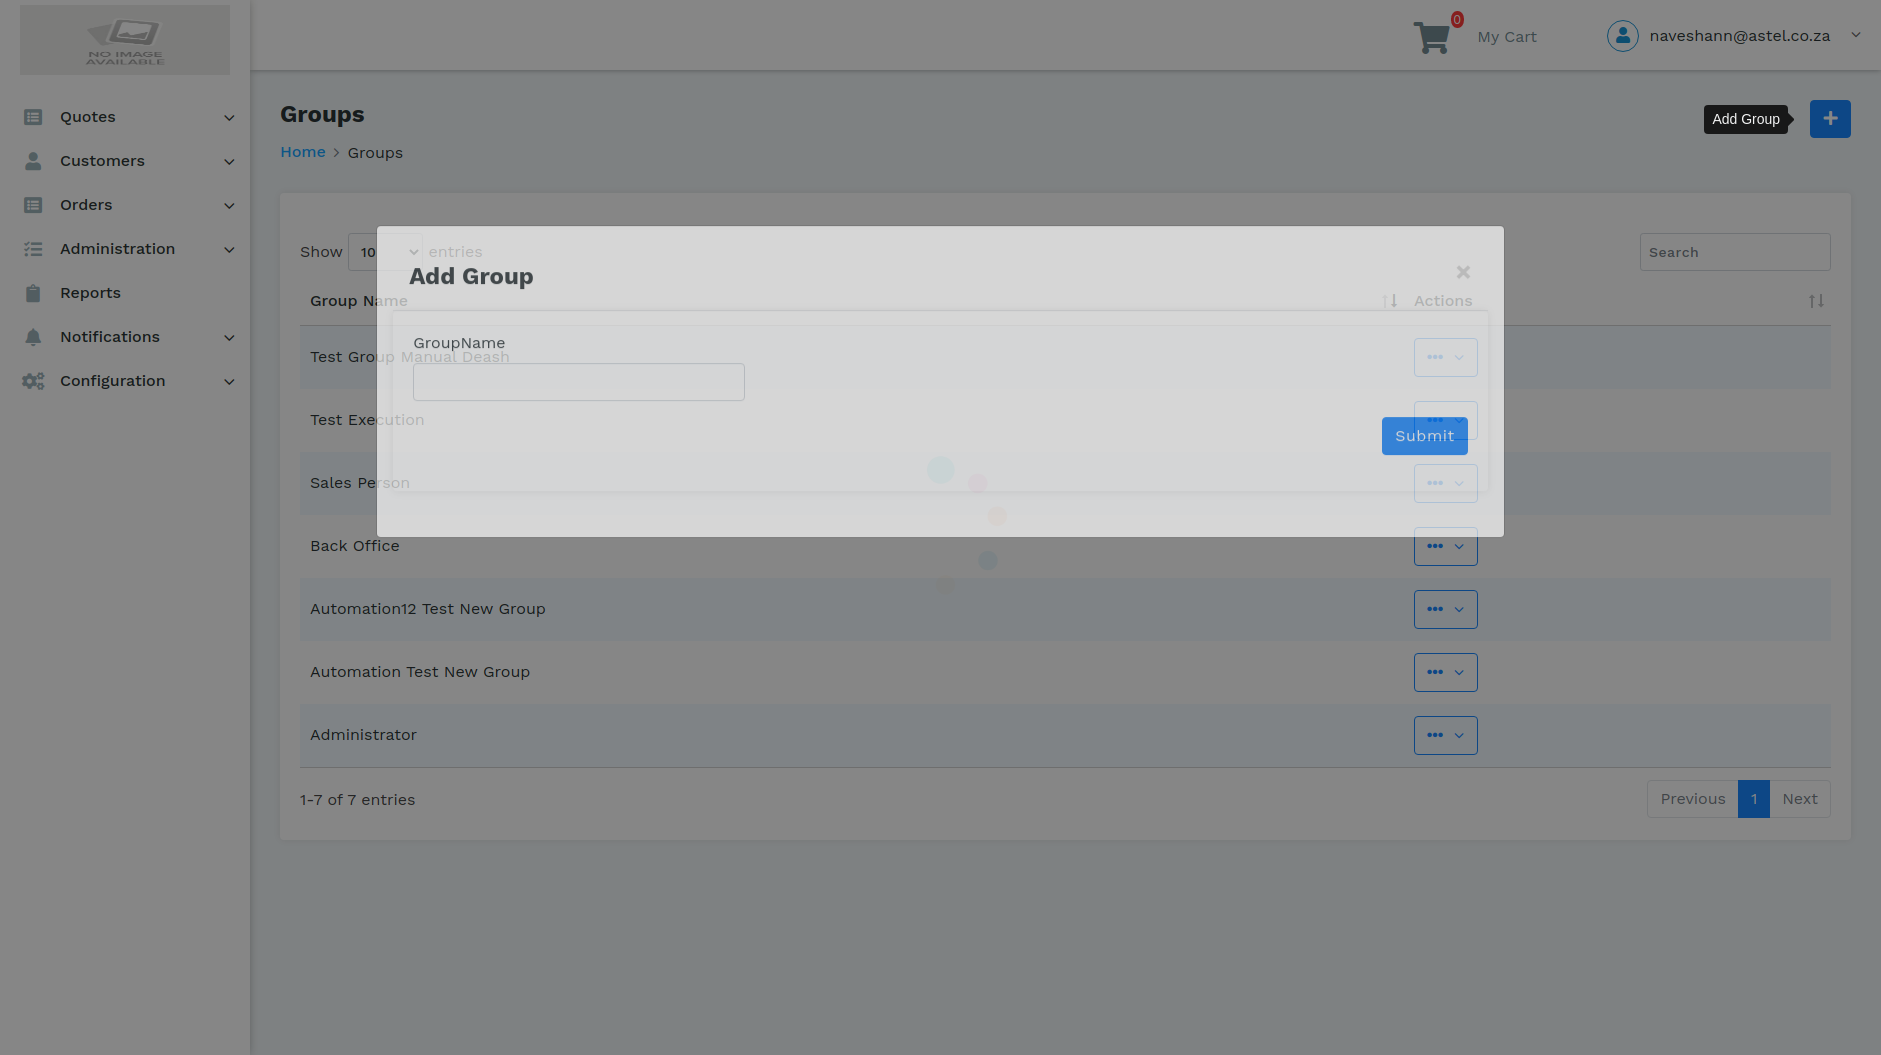 NO IMAGE
AVAILABLE
0
My Cart
naveshann@astel.co.za
Quotes
Customers
Orders
Administration
Reports
Notifications
Configuration
Groups
Home > Groups
Add Group
+
Show 10 entries
Search
Add Group
×
Group Name
Actions
GroupName
Test Group Manual Deash
Test Execution
Submit
Sales Person
Back Office
Automation12 Test New Group
Automation Test New Group
Administrator
1-7 of 7 entries
Previous 1 Next